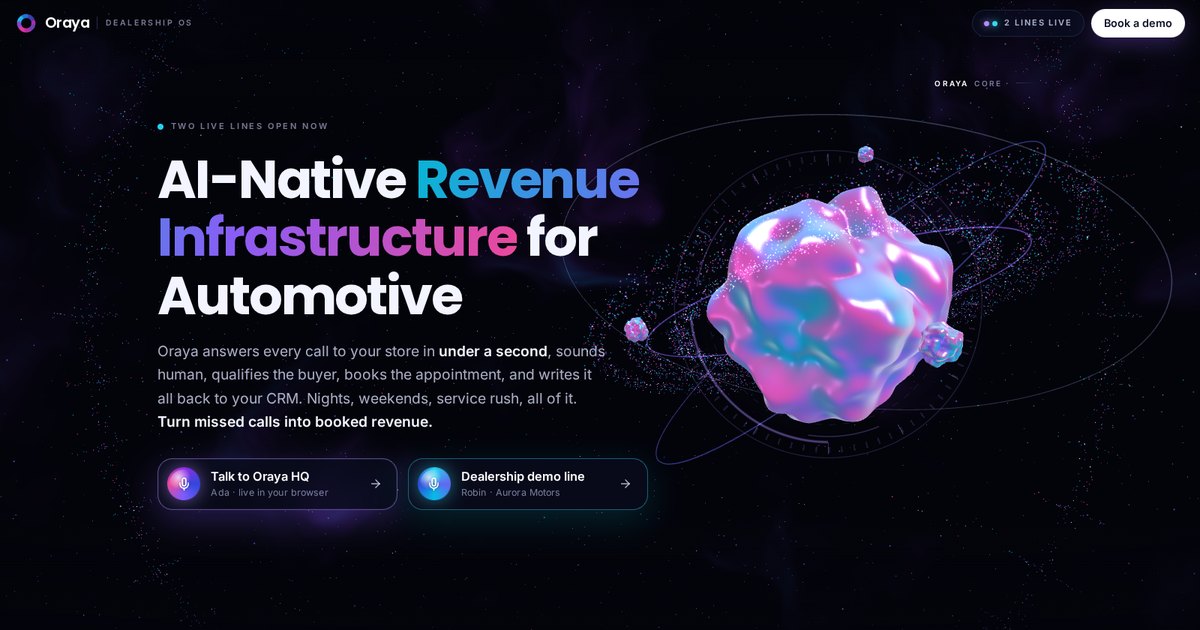 Oraya DEALERSHIP OS
2 LINES LIVE
Book a demo
ORAYA CORE
TWO LIVE LINES OPEN NOW
AI-Native Revenue
Infrastructure for
Automotive
Oraya answers every call to your store in under a second, sounds
human, qualifies the buyer, books the appointment, and writes it
all back to your CRM. Nights, weekends, service rush, all of it.
Turn missed calls into booked revenue.
Talk to Oraya HQ
Ada · live in your browser
Dealership demo line
Robin · Aurora Motors